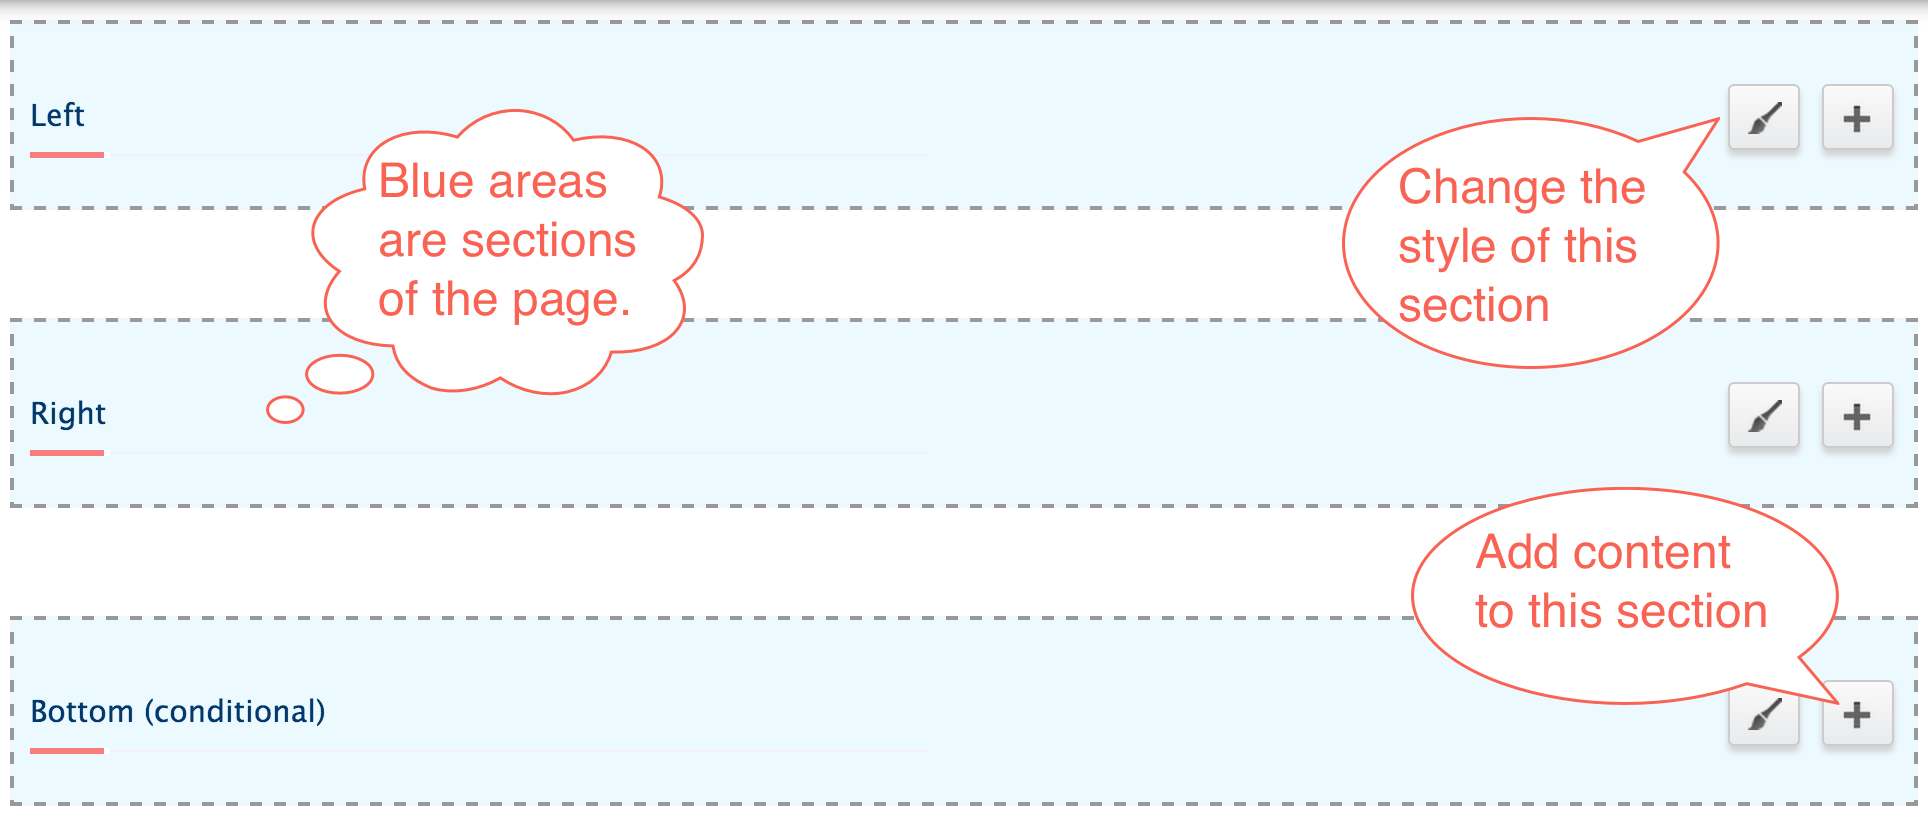 Left
Blue areas
are sections
of the page.
Change the
style of this
section
Right
Add content
to this section
Bottom (conditional)